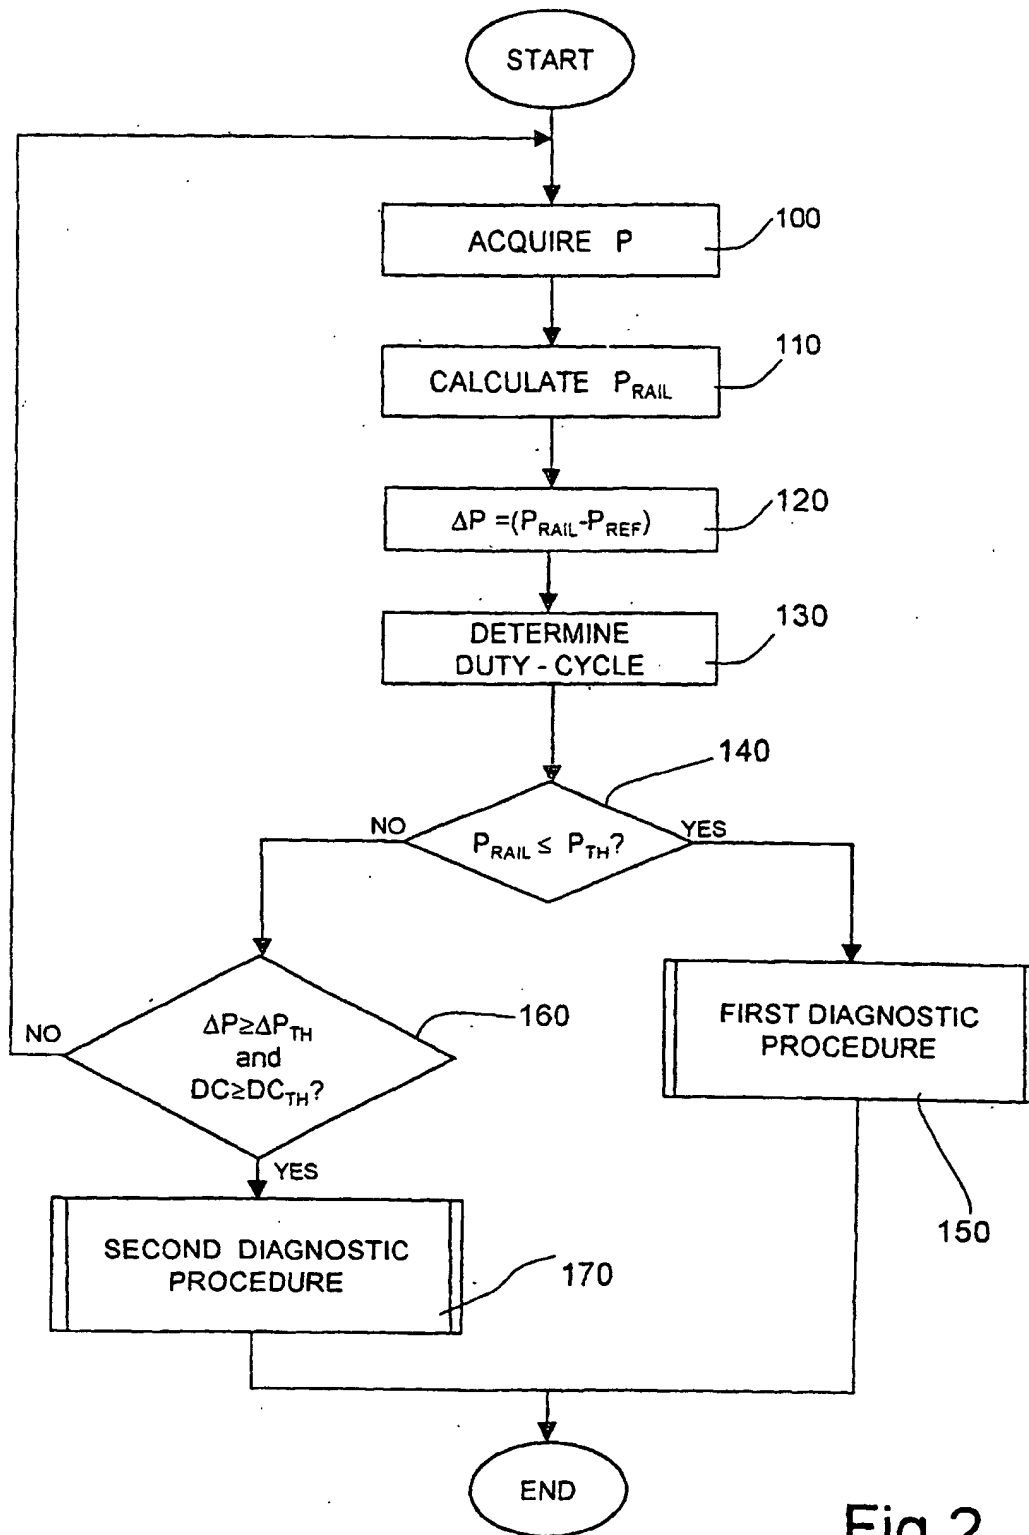 START
ACQUIRE P
100
CALCULATE P_RAIL
110
ΔP =(P_RAIL-P_REF)
120
DETERMINE
DUTY - CYCLE
130
140
NO
P_RAIL ≤ P_TH?
YES
ΔP≥ΔP_TH
and
DC≥DC_TH?
160
NO
YES
FIRST DIAGNOSTIC
PROCEDURE
150
SECOND DIAGNOSTIC
PROCEDURE
170
END
Fig.2